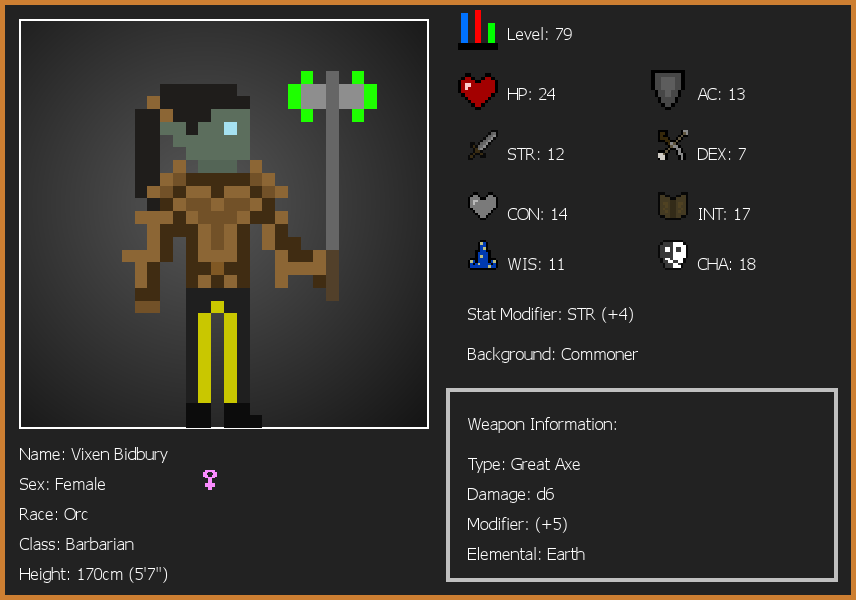 Level: 79
HP: 24
AC: 13
STR: 12
DEX: 7
CON: 14
INT: 17
WIS: 11
CHA: 18
Stat Modifier: STR (+4)
Background: Commoner
Weapon Information:
Type: Great Axe
Damage: d6
Modifier: (+5)
Elemental: Earth
Name: Vixen Bidbury
Sex: Female
Race: Orc
Class: Barbarian
Height: 170cm (5'7")